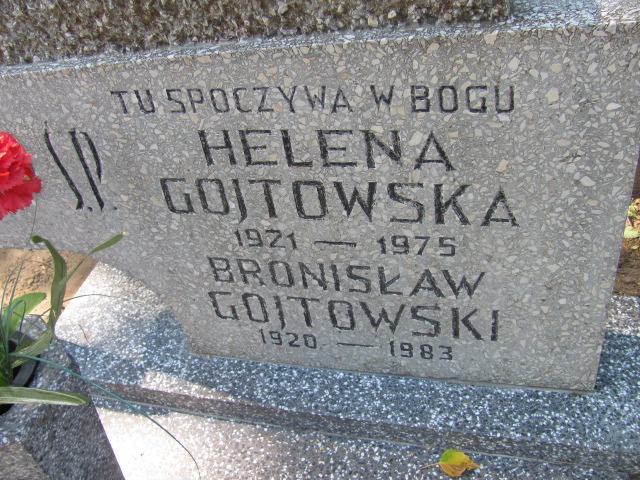 TU SPOCZYWA W BOGU
Ś.P.
HELENA
GOJTOWSKA
1921 — 1975
BRONISŁAW
GOJTOWSKI
1920. — 1983